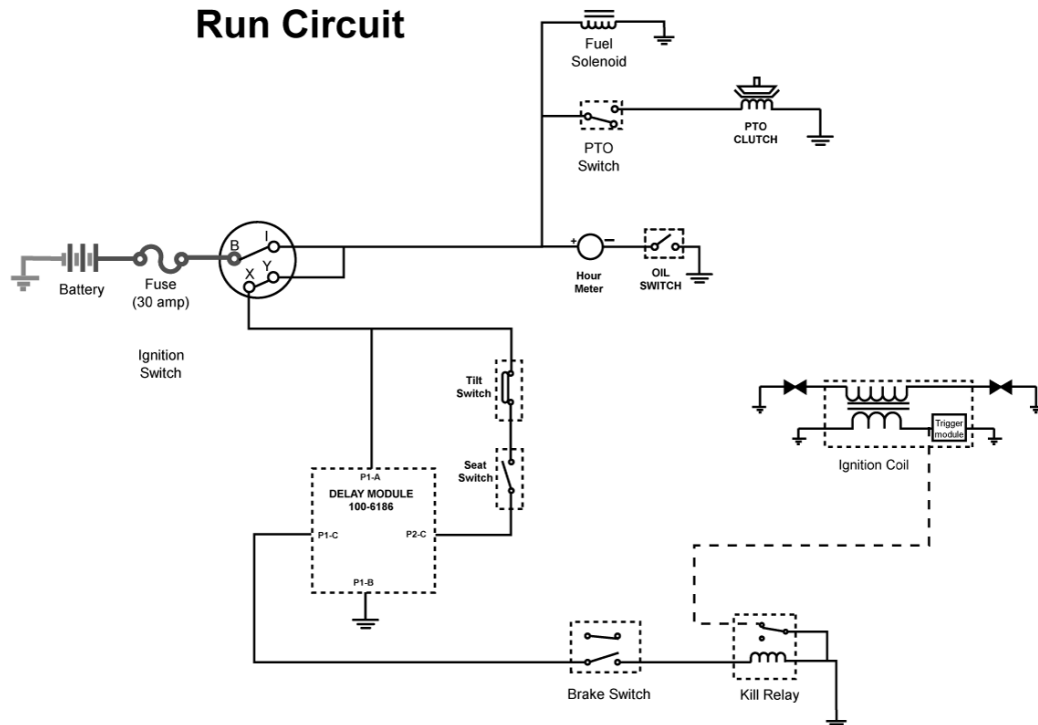 Run Circuit
Fuel
Solenoid
PTO
Switch
PTO
CLUTCH
B
I
X
Y
Battery
Fuse
(30 amp)
Ignition
Switch
+
−
Hour
Meter
OIL
SWITCH
Tilt
Switch
Seat
Switch
Trigger
module
Ignition Coil
P1-A
DELAY MODULE
100-6186
P1-C
P2-C
P1-B
Brake Switch
Kill Relay